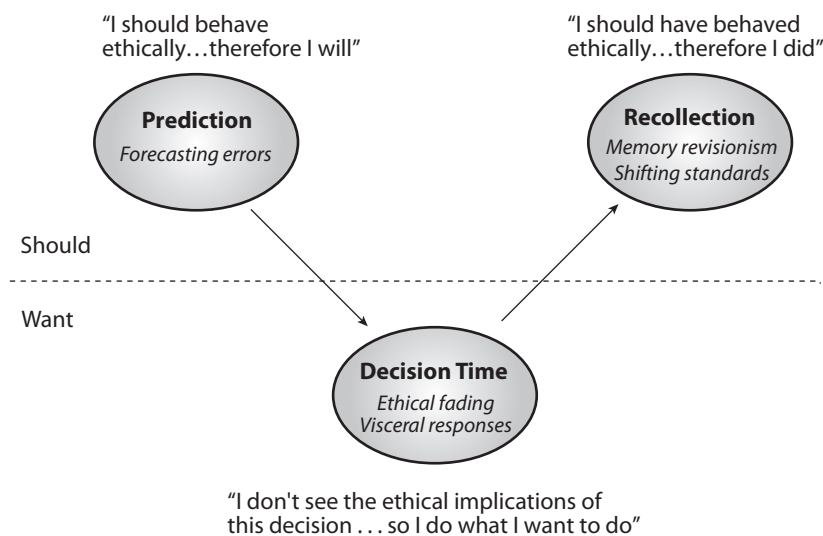 “I should behave
ethically…therefore I will”
“I should have behaved
ethically…therefore I did”
Prediction
Forecasting errors
Recollection
Memory revisionism
Shifting standards
Should
Want
Decision Time
Ethical fading
Visceral responses
“I don't see the ethical implications of
this decision . . . so I do what I want to do”